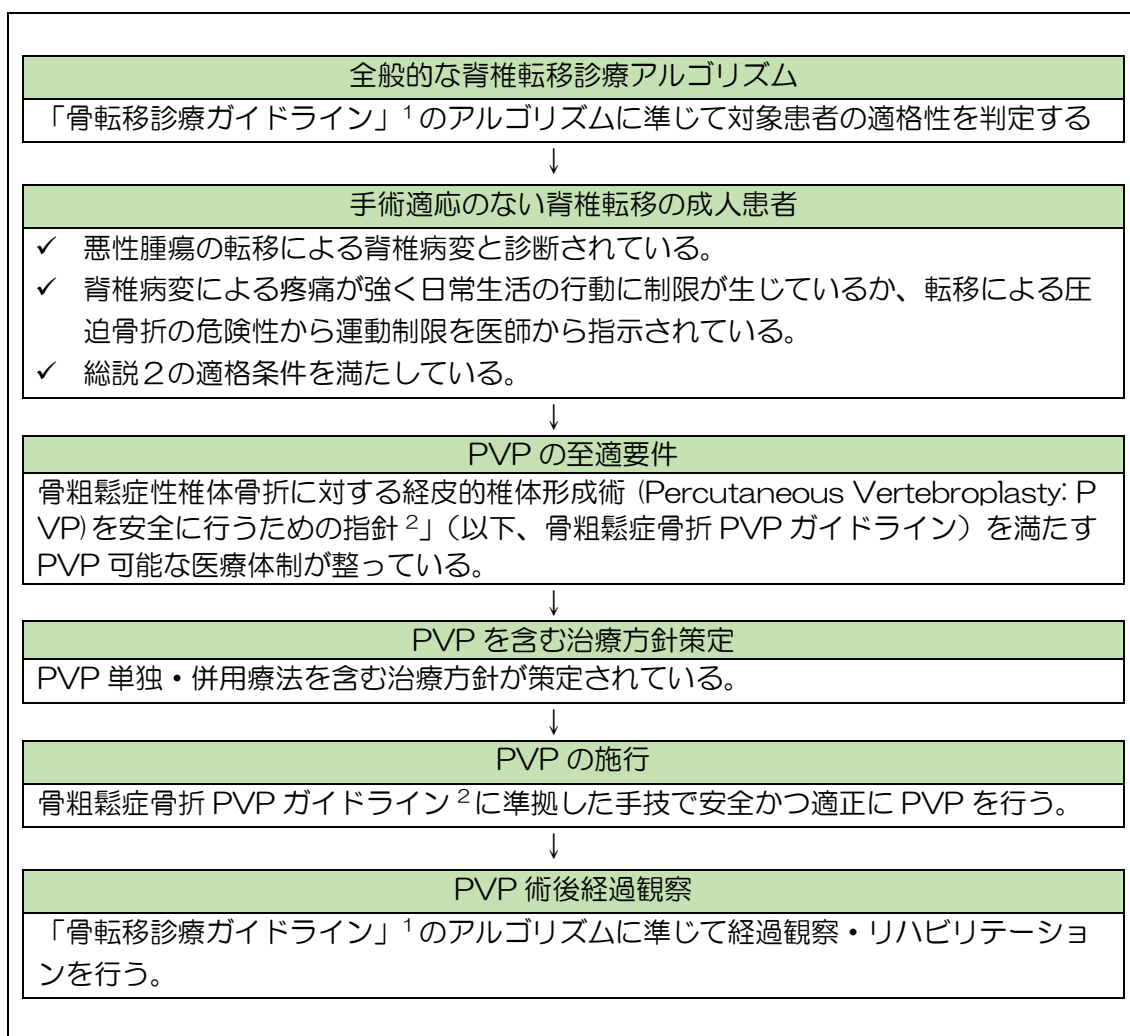 全般的な脊椎転移診療アルゴリズム
「骨転移診療ガイドライン」1のアルゴリズムに準じて対象患者の適格性を判定する
↓
手術適応のない脊椎転移の成人患者
✓ 悪性腫瘍の転移による脊椎病変と診断されている。
✓ 脊椎病変による疼痛が強く日常生活の行動に制限が生じているか、転移による圧
迫骨折の危険性から運動制限を医師から指示されている。
✓ 総説2の適格条件を満たしている。
↓
PVP の至適要件
骨粗鬆症性椎体骨折に対する経皮的椎体形成術 (Percutaneous Vertebroplasty: P
VP)を安全に行うための指針 2」(以下、骨粗鬆症骨折 PVP ガイドライン)を満たす
PVP 可能な医療体制が整っている。
↓
PVP を含む治療方針策定
PVP 単独・併用療法を含む治療方針が策定されている。
↓
PVP の施行
骨粗鬆症骨折 PVP ガイドライン 2 に準拠した手技で安全かつ適正に PVP を行う。
↓
PVP 術後経過観察
「骨転移診療ガイドライン」1のアルゴリズムに準じて経過観察・リハビリテーショ
ンを行う。